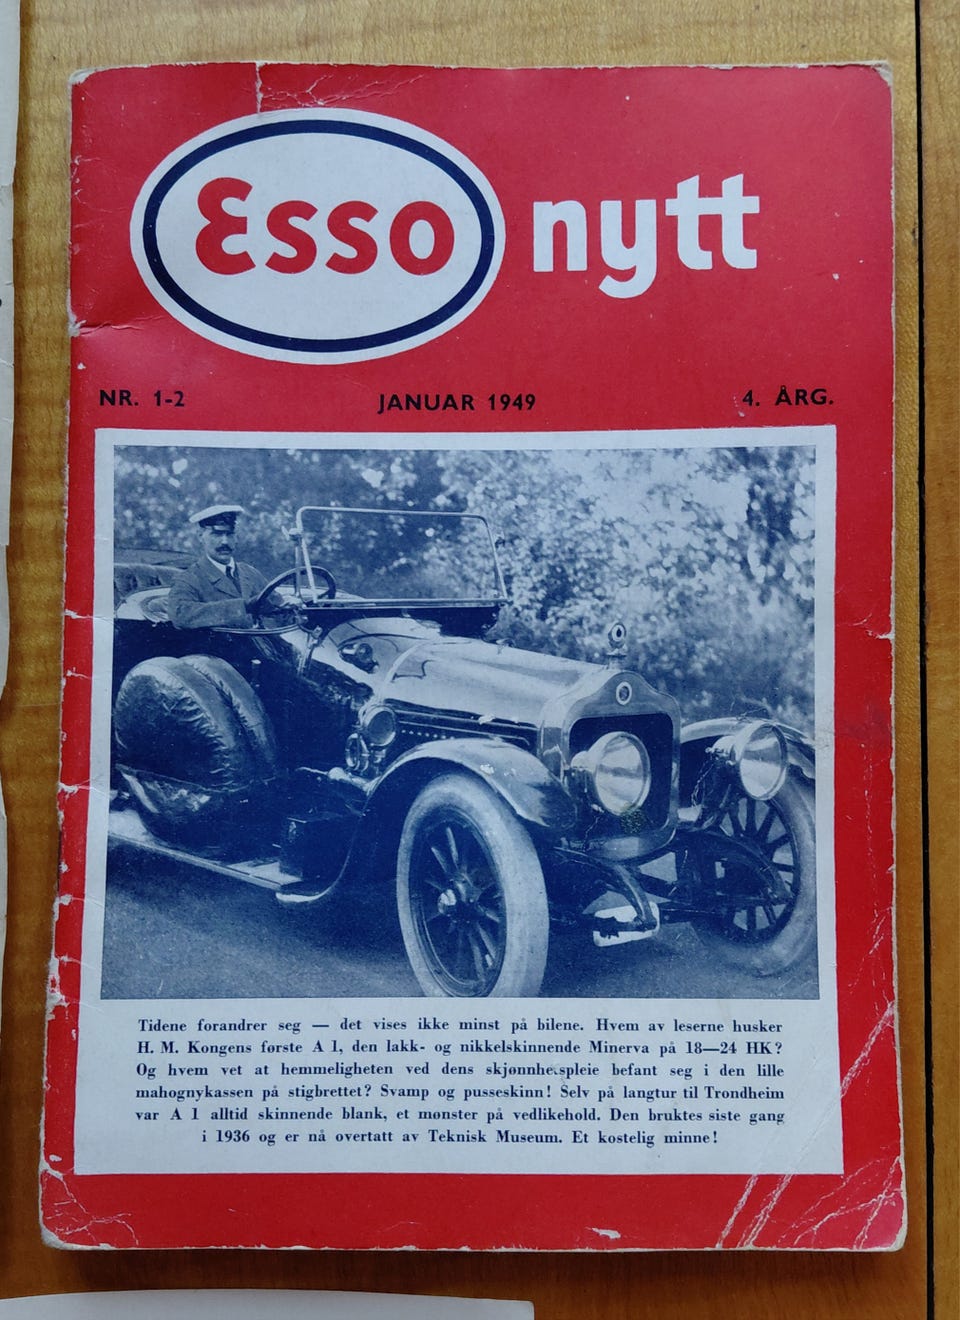 Esso nytt
NR. 1-2 JANUAR 1949 4. ÅRG.
Tidene forandrer seg — det vises ikke minst på bilene. Hvem av leserne husker
H. M. Kongens første A 1, den lakk- og nikkelskinnende Minerva på 18—24 HK?
Og hvem vet at hemmeligheten ved dens skjønnhetspleie befant seg i den lille
mahognykassen på stigbrettet? Svamp og pusseskinn! Selv på langtur til Trondheim
var A 1 alltid skinnende blank, et mønster på vedlikehold. Den bruktes siste gang
i 1936 og er nå overtatt av Teknisk Museum. Et kostelig minne!